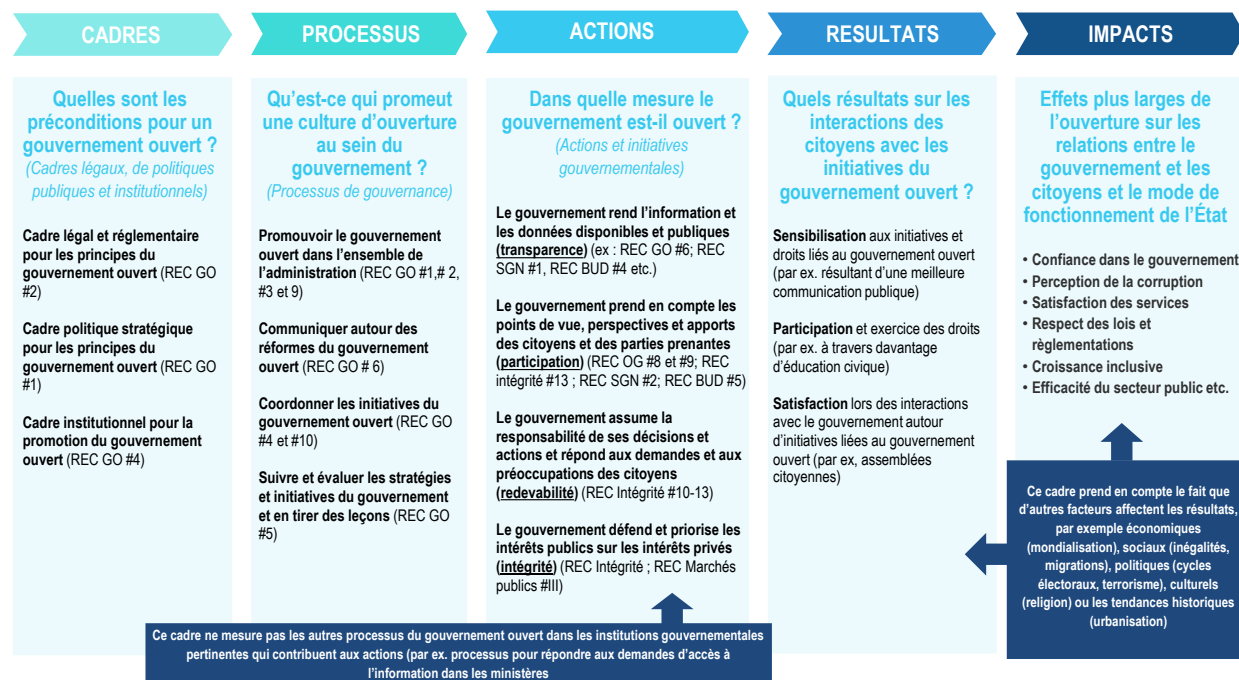 CADRES
PROCESSUS
ACTIONS
RESULTATS
IMPACTS
Quelles sont les
préconditions pour un
gouvernement ouvert ?
(Cadres légaux, de politiques
publiques et institutionnels)
Cadre légal et réglementaire
pour les principes du
gouvernement ouvert (REC GO
#2)
Cadre politique stratégique
pour les principes du
gouvernement ouvert (REC GO
#1)
Cadre institutionnel pour la
promotion du gouvernement
ouvert (REC GO #4)
Qu'est-ce qui promeut
une culture d'ouverture
au sein du
gouvernement ?
(Processus de gouvernance)
Promouvoir le gouvernement
ouvert dans l'ensemble de
l'administration (REC GO #1,# 2,
#3 et 9)
Communiquer autour des
réformes du gouvernement
ouvert (REC GO # 6)
Coordonner les initiatives du
gouvernement ouvert (REC GO
#4 et #10)
Suivre et évaluer les stratégies
et initiatives du gouvernement
et en tirer des leçons (REC GO
#5)
Dans quelle mesure le
gouvernement est-il ouvert ?
(Actions et initiatives
gouvernementales)
Le gouvernement rend l'information et
les données disponibles et publiques
(transparence) (ex : REC GO #6; REC
SGN #1, REC BUD #4 etc.)
Le gouvernement prend en compte les
points de vue, perspectives et apports
des citoyens et des parties prenantes
(participation) (REC OG #8 et #9; REC
intégrité #13 ; REC SGN #2; REC BUD #5)
Le gouvernement assume la
responsabilité de ses décisions et
actions et répond aux demandes et aux
préoccupations des citoyens
(redevabilité) (REC Intégrité #10-13)
Le gouvernement défend et priorise les
intérêts publics sur les intérêts privés
(intégrité) (REC Intégrité ; REC Marchés
publics #III)
Quels résultats sur les
interactions des
citoyens avec les
initiatives du
gouvernement ouvert ?
Sensibilisation aux initiatives et
droits liés au gouvernement ouvert
(par ex. résultant d'une meilleure
communication publique)
Participation et exercice des droits
(par ex. à travers davantage
d'éducation civique)
Satisfaction lors des interactions
avec le gouvernement autour
d'initiatives liées au gouvernement
ouvert (par ex, assemblées
citoyennes)
Effets plus larges de
l'ouverture sur les
relations entre le
gouvernement et les
citoyens et le mode de
fonctionnement de l'État
• Confiance dans le gouvernement
• Perception de la corruption
• Satisfaction des services
• Respect des lois et
règlementations
• Croissance inclusive
• Efficacité du secteur public etc.
Ce cadre prend en compte le fait que
d'autres facteurs affectent les résultats,
par exemple économiques
(mondialisation), sociaux (inégalités,
migrations), politiques (cycles
électoraux, terrorisme), culturels
(religion) ou les tendances historiques
(urbanisation)
Ce cadre ne mesure pas les autres processus du gouvernement ouvert dans les institutions gouvernementales
pertinentes qui contribuent aux actions (par ex. processus pour répondre aux demandes d'accès à
l'information dans les ministères